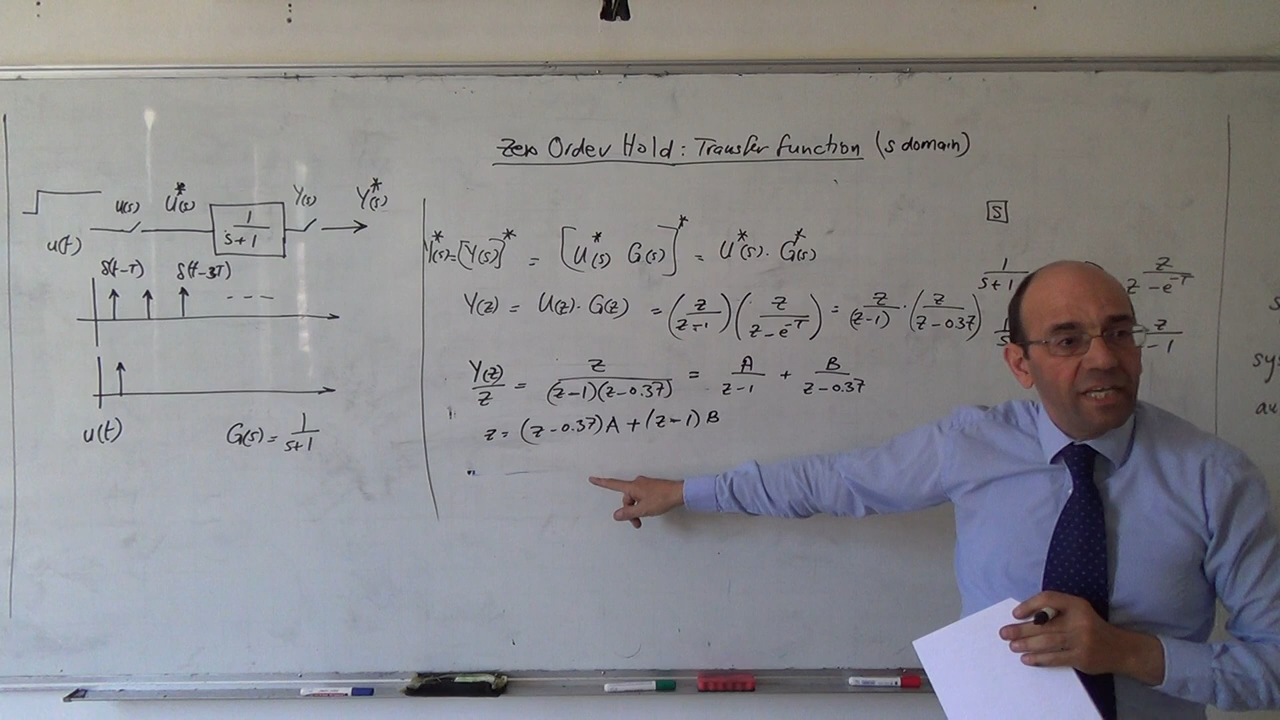 Zero Order Hold: Transfer function (s domain)
u(t) U(s) U*(s) 1/(s+1) Y(s) Y*(s)
δ(t-T) δ(t-3T) ---
u(t) G(s) = 1/(s+1)
Y*(s) = [Y(s)]* = [U*(s) G(s)]* = U*(s) · G*(s)
Y(z) = U(z) · G(z) = (z/(z-1)) (z/(z-e^-T)) = z/(z-1) · (z/(z-0.37))
Y(z)/z = z/((z-1)(z-0.37)) = A/(z-1) + B/(z-0.37)
z = (z-0.37)A + (z-1)B
S
1/(s+1) z/(z-e^-T)